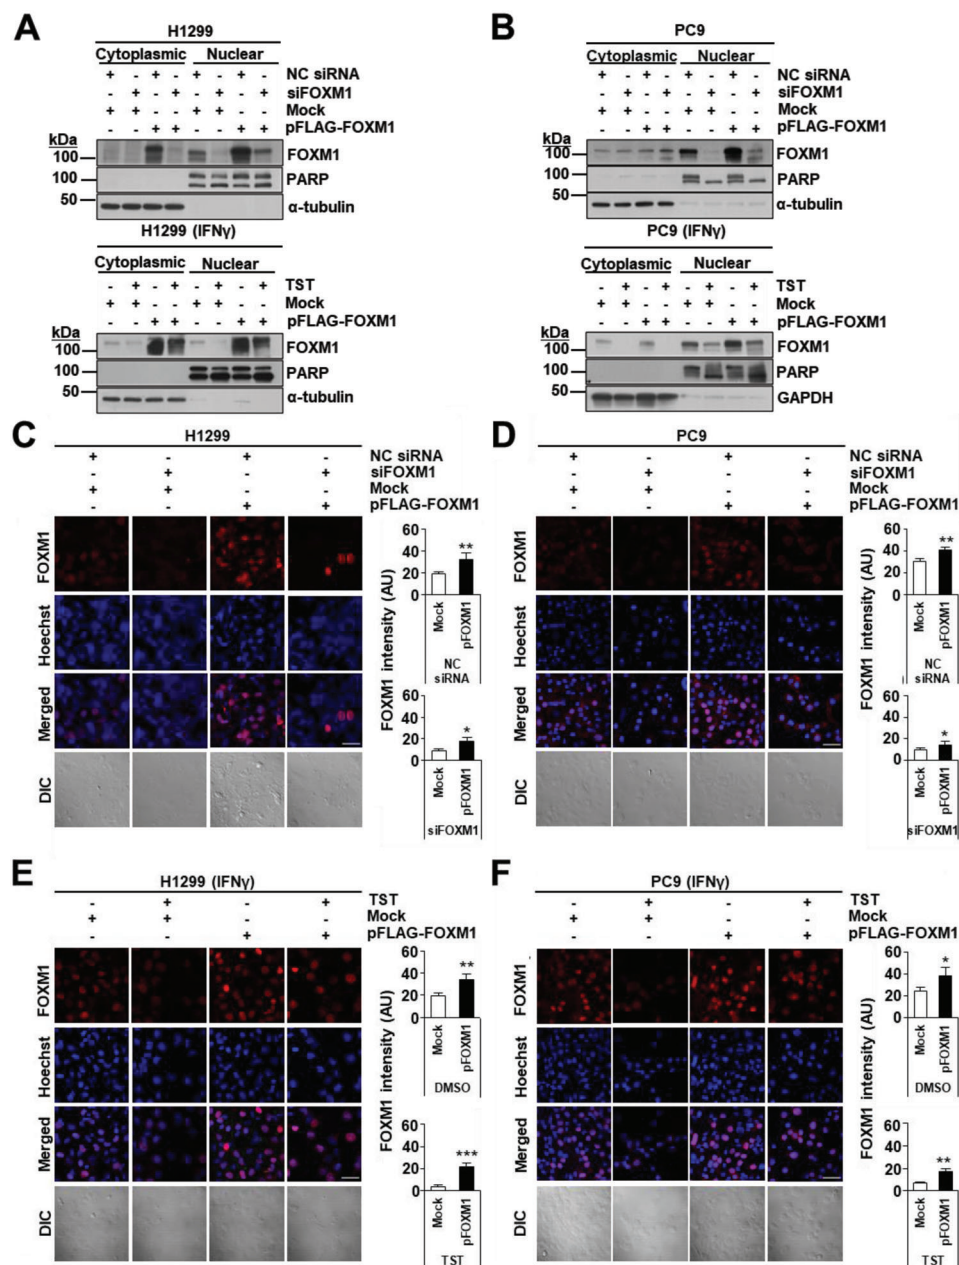 A
H1299
Cytoplasmic Nuclear
+ - + - + - + - NC siRNA
- + - + - + - + siFOXM1
+ + - - + + - - Mock
- - + + - - + + pFLAG-FOXM1
kDa
100 FOXM1
100 PARP
50 α-tubulin
H1299 (IFNγ)
Cytoplasmic Nuclear
- + - + - + - + TST
+ + - - + + - - Mock
- - + + - - + + pFLAG-FOXM1
kDa
100 FOXM1
100 PARP
50 α-tubulin
B
PC9
Cytoplasmic Nuclear
+ - + - + - + - NC siRNA
- + - + - + - + siFOXM1
+ + - - + + - - Mock
- - + + - - + + pFLAG-FOXM1
kDa
100 FOXM1
100 PARP
50 α-tubulin
PC9 (IFNγ)
Cytoplasmic Nuclear
- + - + - + - + TST
+ + - - + + - - Mock
- - + + - - + + pFLAG-FOXM1
kDa
100 FOXM1
100 PARP
50 GAPDH
C
H1299
+ - + - NC siRNA
- + - + siFOXM1
+ + - - Mock
- - + + pFLAG-FOXM1
FOXM1
Hoechst
Merged
DIC
FOXM1 intensity (AU)
60
40
20
0
**
Mock
pFOXM1
NC
siRNA
60
40
20
0
*
Mock
pFOXM1
siFOXM1
D
PC9
+ - + - NC siRNA
- + - + siFOXM1
+ + - - Mock
- - + + pFLAG-FOXM1
FOXM1
Hoechst
Merged
DIC
FOXM1 intensity (AU)
60
40
20
0
**
Mock
pFOXM1
NC
siRNA
60
40
20
0
*
Mock
pFOXM1
siFOXM1
E
H1299 (IFNγ)
- + - + TST
+ + - - Mock
- - + + pFLAG-FOXM1
FOXM1
Hoechst
Merged
DIC
FOXM1 intensity (AU)
60
40
20
0
**
Mock
pFOXM1
DMSO
60
40
20
0
***
Mock
pFOXM1
TST
F
PC9 (IFNγ)
- + - + TST
+ + - - Mock
- - + + pFLAG-FOXM1
FOXM1
Hoechst
Merged
DIC
FOXM1 intensity (AU)
60
40
20
0
*
Mock
pFOXM1
DMSO
60
40
20
0
**
Mock
pFOXM1
TST